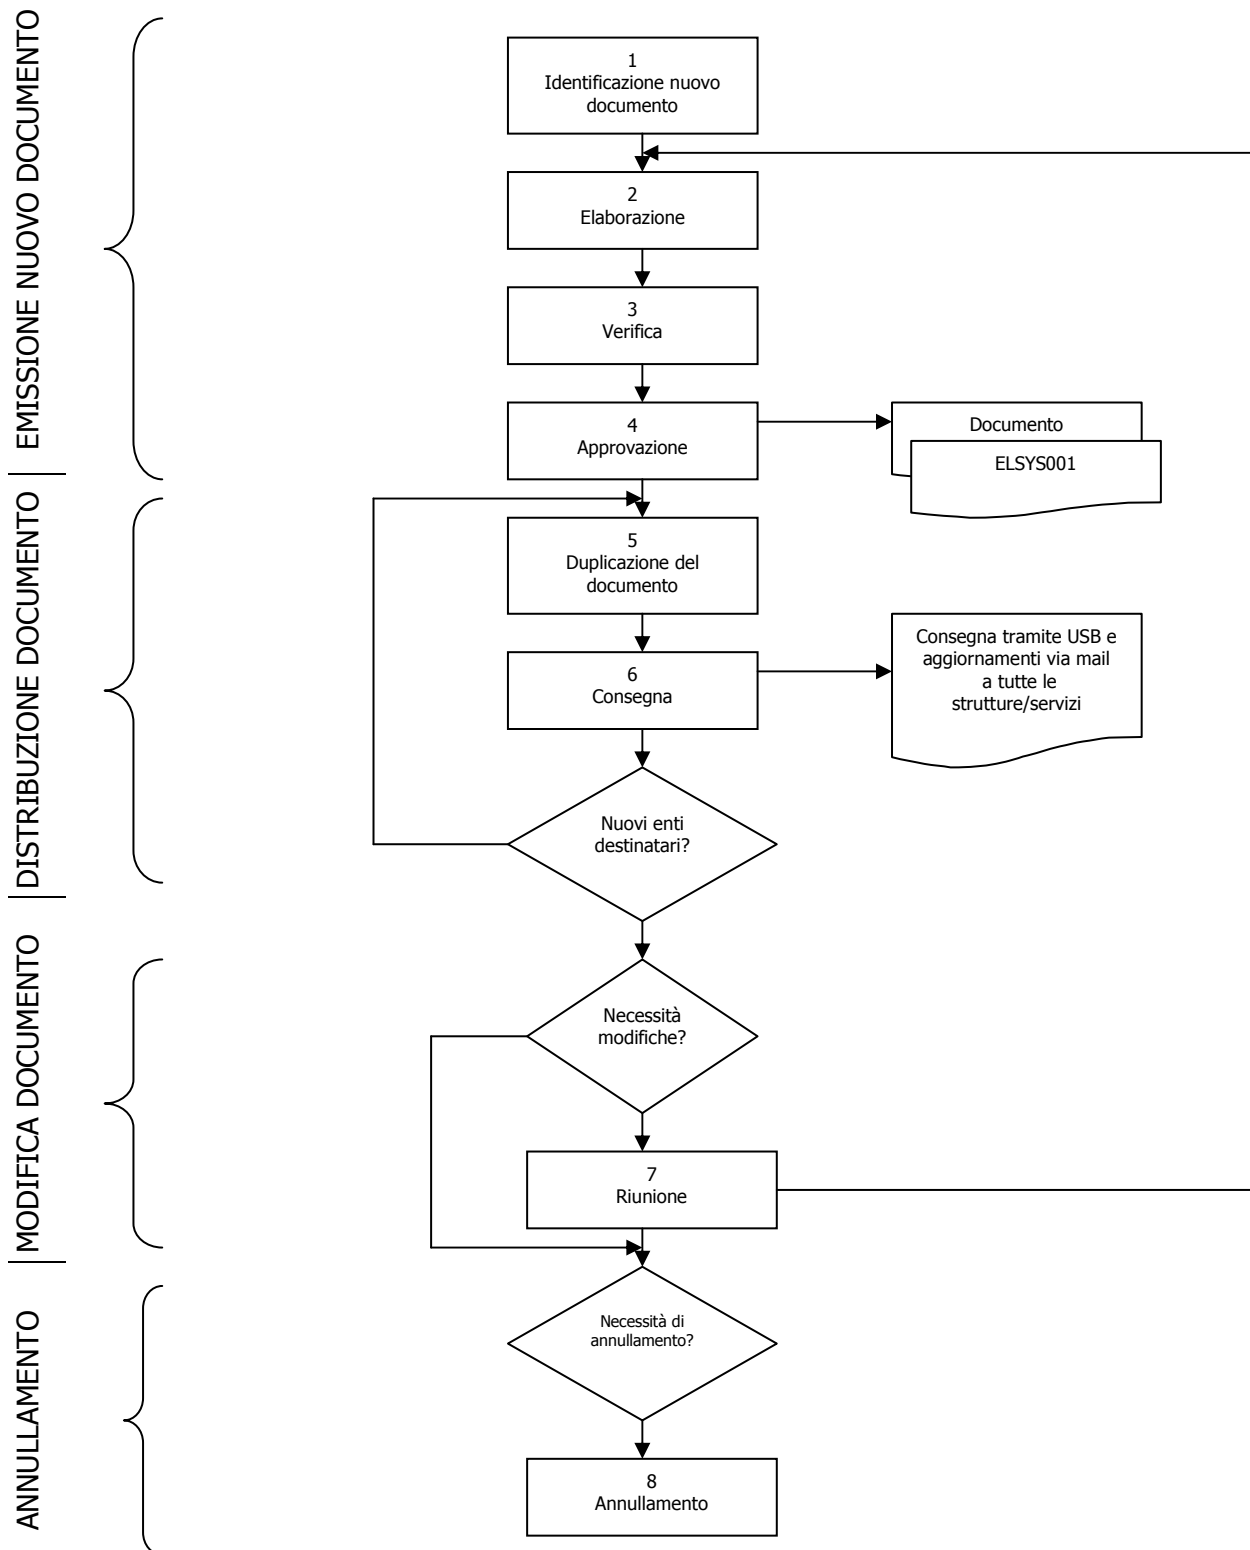 EMISSIONE NUOVO DOCUMENTO
1
Identificazione nuovo
documento
2
Elaborazione
3
Verifica
4
Approvazione
Documento
ELSYS001
DISTRIBUZIONE DOCUMENTO
5
Duplicazione del
documento
6
Consegna
Consegna tramite USB e
aggiornamenti via mail
a tutte le
strutture/servizi
Nuovi enti
destinatari?
MODIFICA DOCUMENTO
Necessità
modifiche?
7
Riunione
ANNULLAMENTO
Necessità di
annullamento?
8
Annullamento